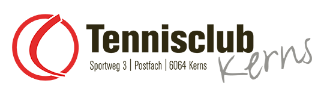 Tennisclub
Kerns
Sportweg 3 | Postfach | 6064 Kerns